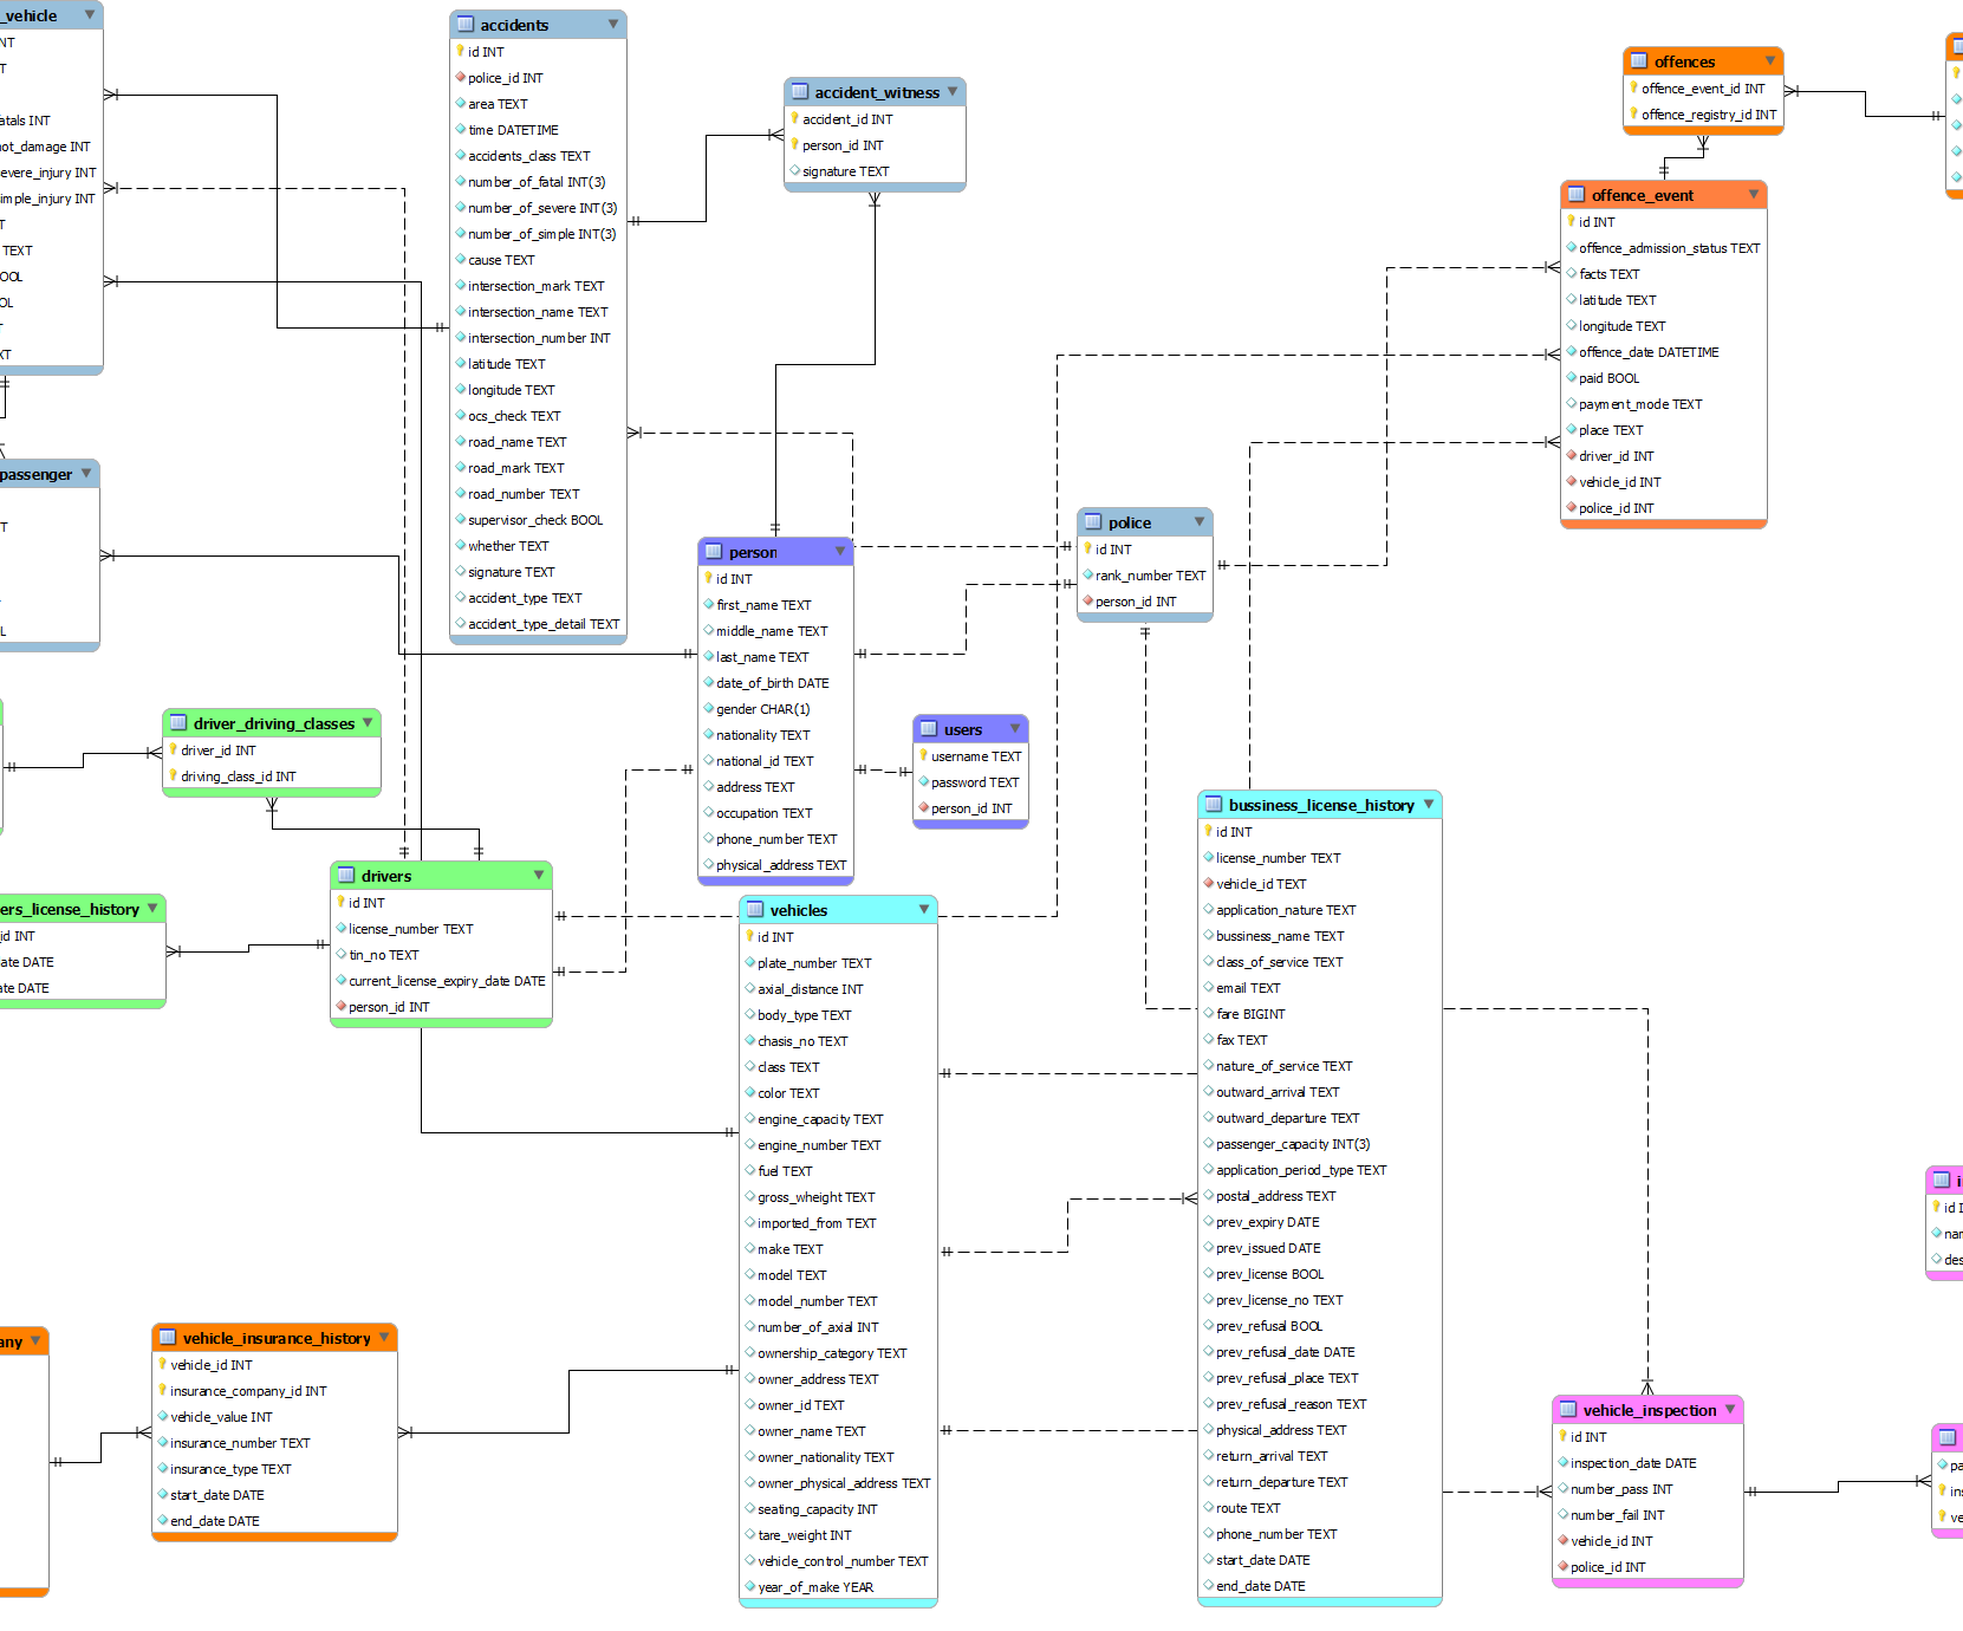 _vehicle
NT
T
atals INT
not_damage INT
evere_injury INT
imple_injury INT
T
TEXT
OOL
OL
T
XT
passenger
T
L
accidents
id INT
police_id INT
area TEXT
time DATETIME
accidents_class TEXT
number_of_fatal INT(3)
number_of_severe INT(3)
number_of_simple INT(3)
cause TEXT
intersection_mark TEXT
intersection_name TEXT
intersection_number INT
latitude TEXT
longitude TEXT
ocs_check TEXT
road_name TEXT
road_mark TEXT
road_number TEXT
supervisor_check BOOL
whether TEXT
signature TEXT
accident_type TEXT
accident_type_detail TEXT
accident_witness
accident_id INT
person_id INT
signature TEXT
offences
offence_event_id INT
offence_registry_id INT
offence_event
id INT
offence_admission_status TEXT
facts TEXT
latitude TEXT
longitude TEXT
offence_date DATETIME
paid BOOL
payment_mode TEXT
place TEXT
driver_id INT
vehicle_id INT
police_id INT
police
id INT
rank_number TEXT
person_id INT
person
id INT
first_name TEXT
middle_name TEXT
last_name TEXT
date_of_birth DATE
gender CHAR(1)
nationality TEXT
national_id TEXT
address TEXT
occupation TEXT
phone_number TEXT
physical_address TEXT
users
username TEXT
password TEXT
person_id INT
driver_driving_classes
driver_id INT
driving_class_id INT
drivers
id INT
license_number TEXT
tin_no TEXT
current_license_expiry_date DATE
person_id INT
ers_license_history
_id INT
ate DATE
ate DATE
vehicles
id INT
plate_number TEXT
axial_distance INT
body_type TEXT
chasis_no TEXT
class TEXT
color TEXT
engine_capacity TEXT
engine_number TEXT
fuel TEXT
gross_wheight TEXT
imported_from TEXT
make TEXT
model TEXT
model_number TEXT
number_of_axial INT
ownership_category TEXT
owner_address TEXT
owner_id TEXT
owner_name TEXT
owner_nationality TEXT
owner_physical_address TEXT
seating_capacity INT
tare_weight INT
vehicle_control_number TEXT
year_of_make YEAR
bussiness_license_history
id INT
license_number TEXT
vehicle_id TEXT
application_nature TEXT
bussiness_name TEXT
class_of_service TEXT
email TEXT
fare BIGINT
fax TEXT
nature_of_service TEXT
outward_arrival TEXT
outward_departure TEXT
passenger_capacity INT(3)
application_period_type TEXT
postal_address TEXT
prev_expiry DATE
prev_issued DATE
prev_license BOOL
prev_license_no TEXT
prev_refusal BOOL
prev_refusal_date DATE
prev_refusal_place TEXT
prev_refusal_reason TEXT
physical_address TEXT
return_arrival TEXT
return_departure TEXT
route TEXT
phone_number TEXT
start_date DATE
end_date DATE
any
vehicle_insurance_history
vehicle_id INT
insurance_company_id INT
vehicle_value INT
insurance_number TEXT
insurance_type TEXT
start_date DATE
end_date DATE
vehicle_inspection
id INT
inspection_date DATE
number_pass INT
number_fail INT
vehicle_id INT
police_id INT
i
id I
nam
des
pa
ins
ve